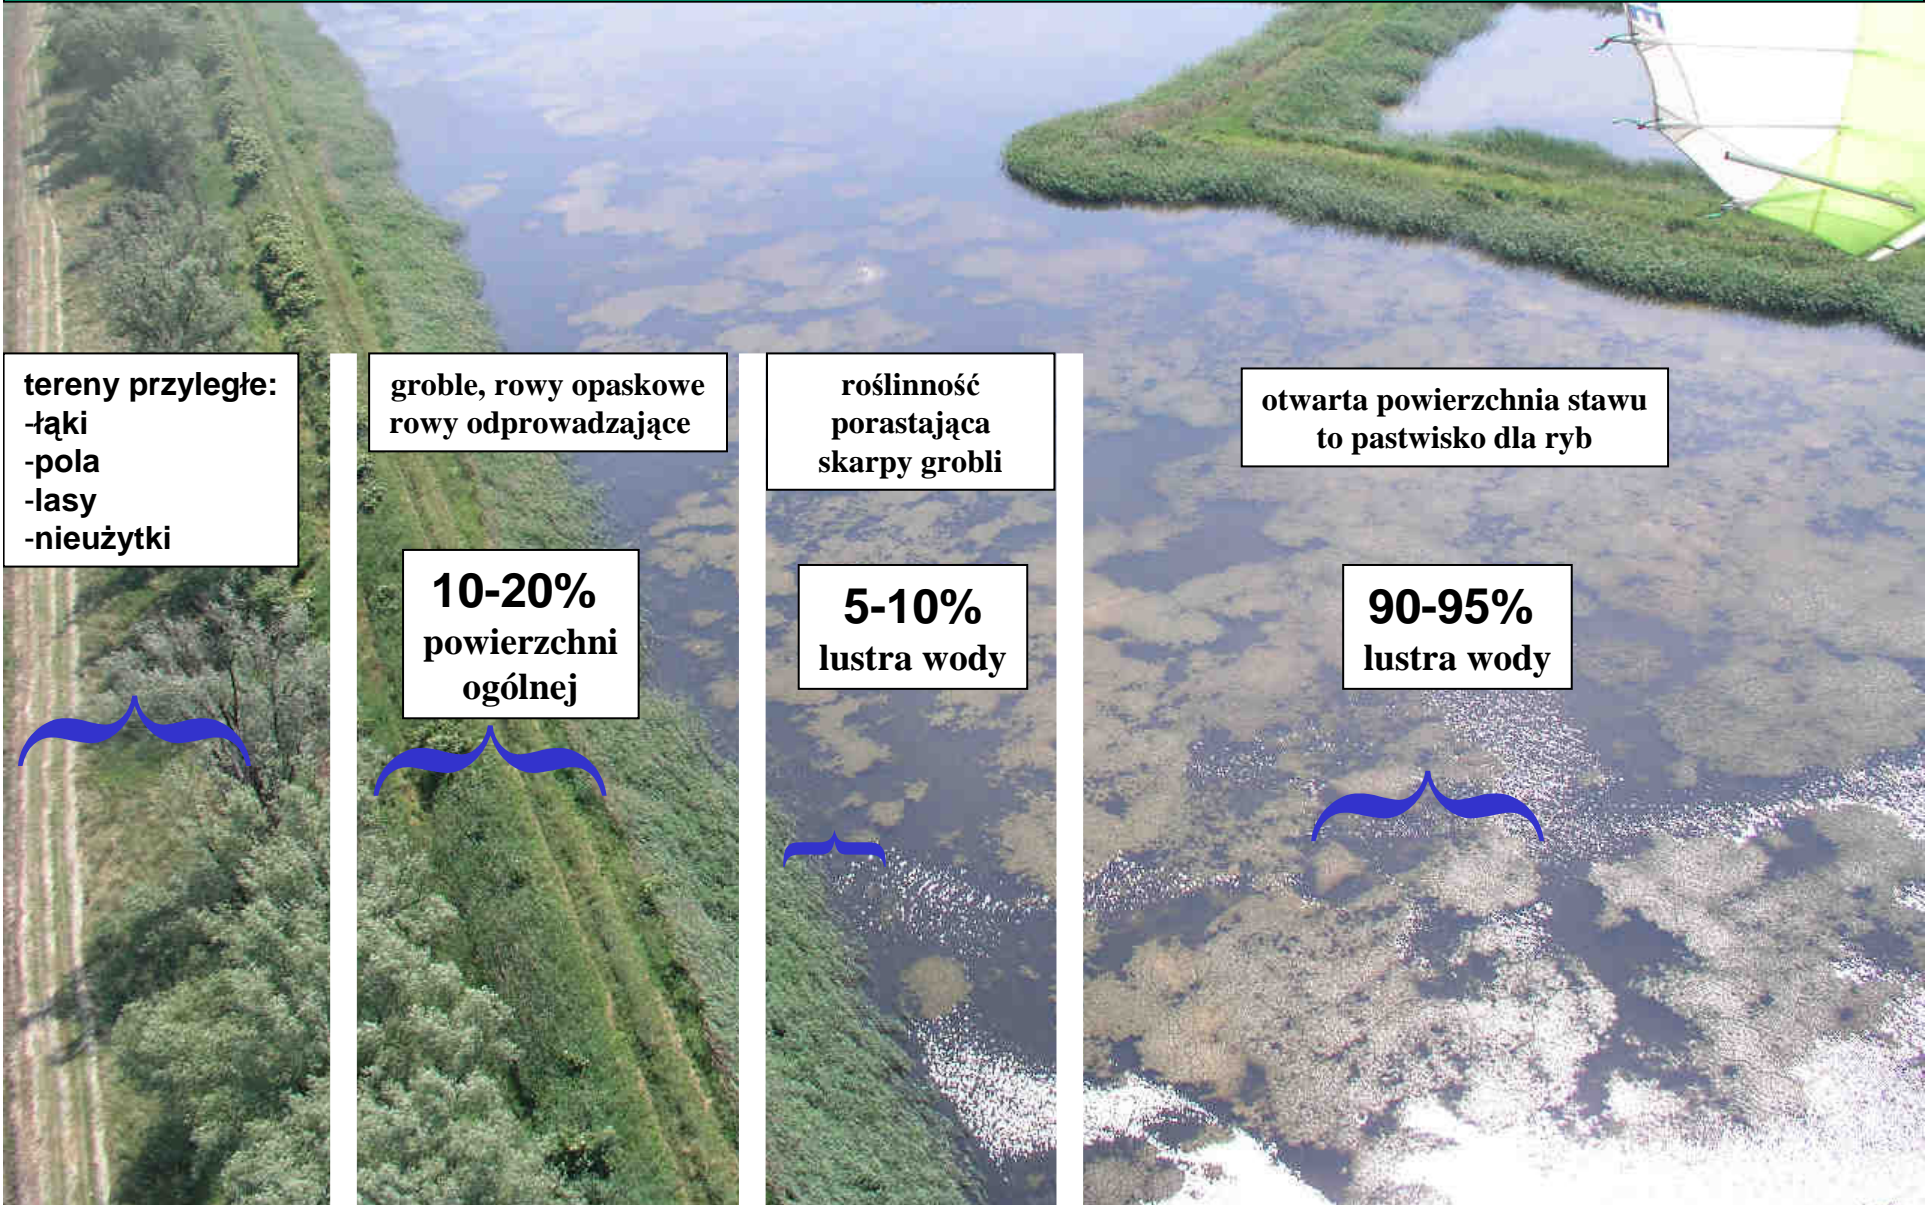 tereny przyległe:
-łąki
-pola
-lasy
-nieużytki
groble, rowy opaskowe
rowy odprowadzające
10-20%
powierzchni
ogólnej
roślinność
porastająca
skarpy grobli
5-10%
lustra wody
otwarta powierzchnia stawu
to pastwisko dla ryb
90-95%
lustra wody